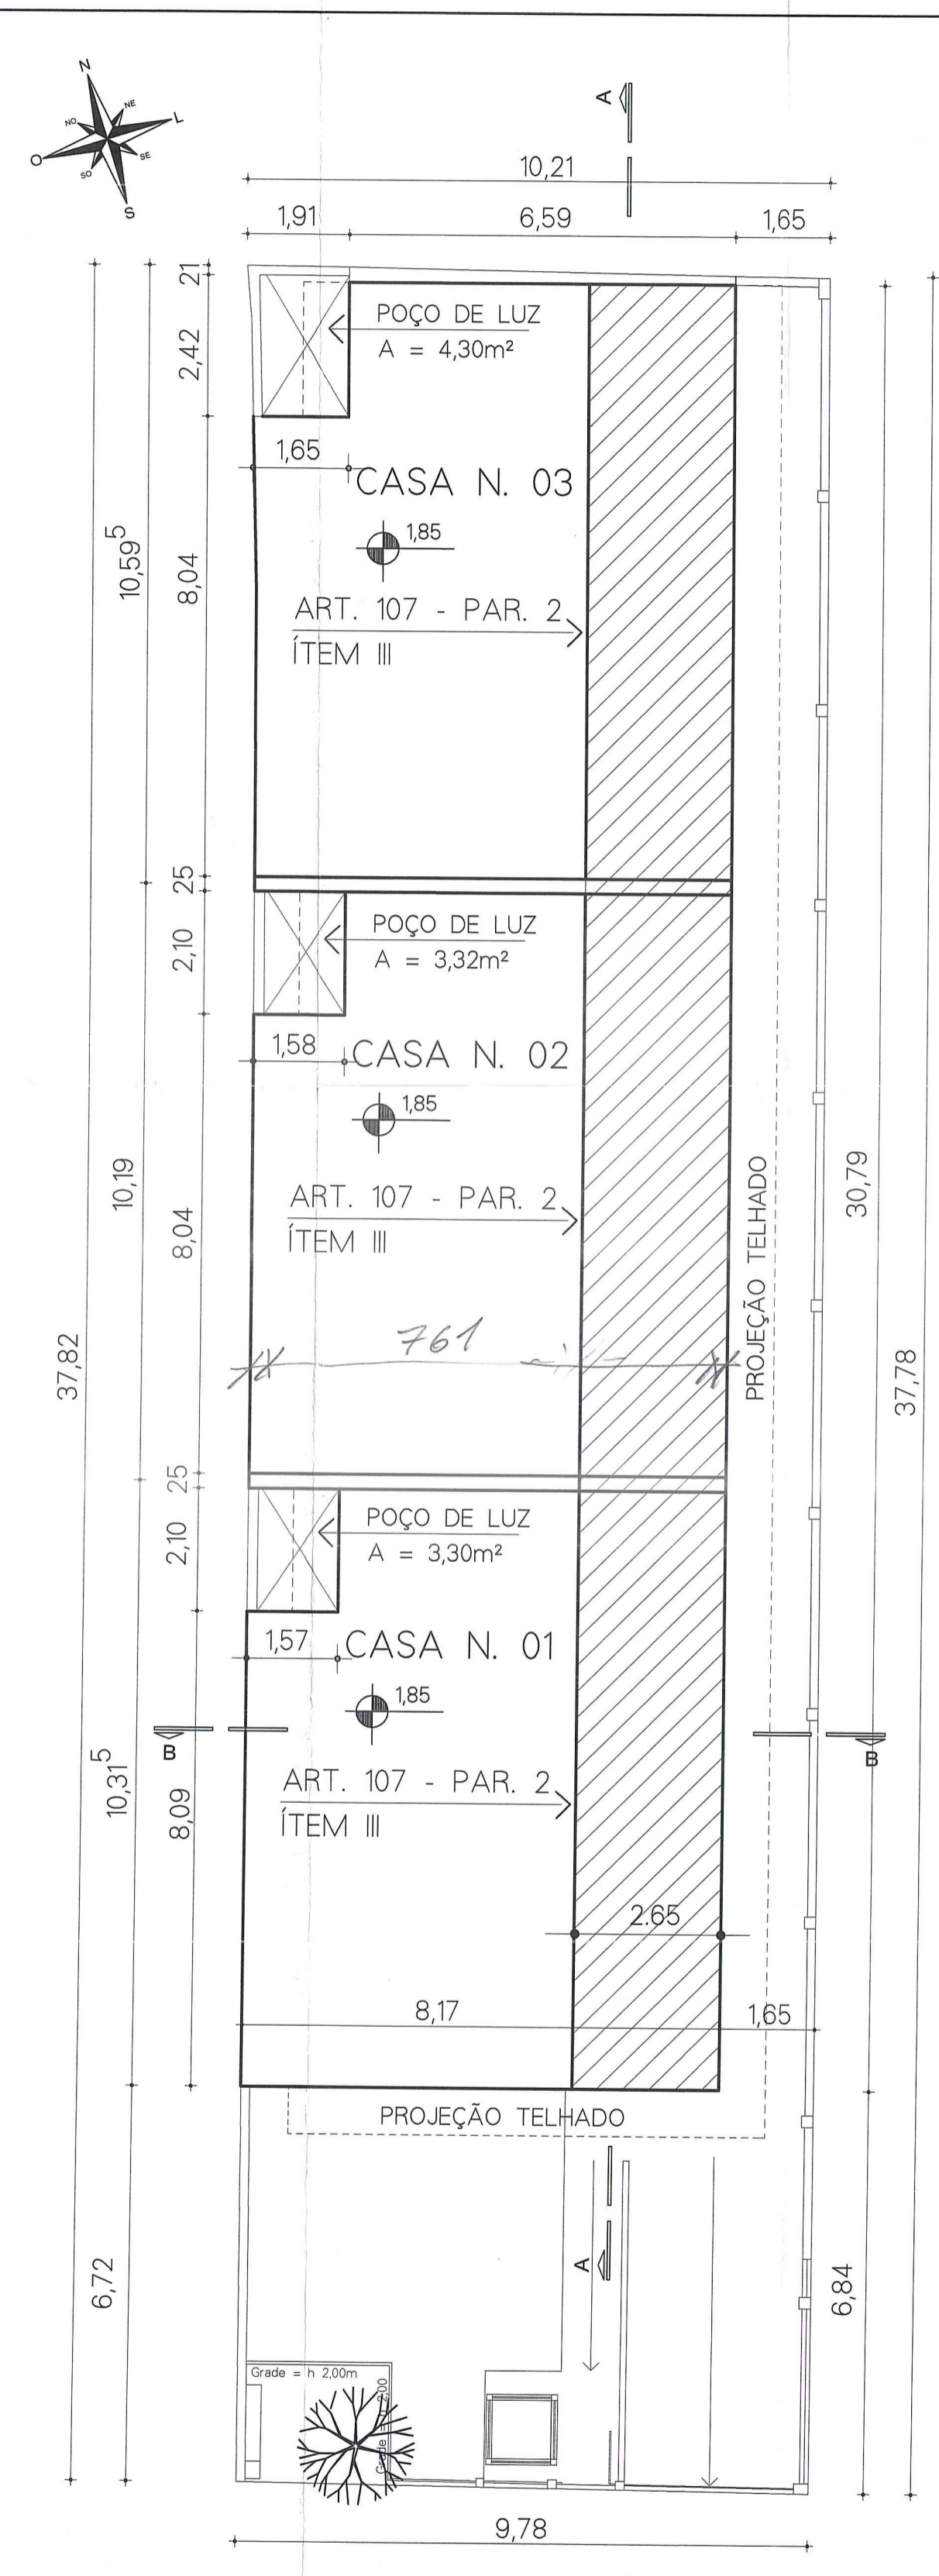 N
NE
L
SE
S
SO
O
NO
A
10,21
1,91
6,59
1,65
21
POÇO DE LUZ
A = 4,30m²
2,42
1,65
CASA N. 03
1,85
10,59⁵
8,04
ART. 107 - PAR. 2
ÍTEM III
25
POÇO DE LUZ
A = 3,32m²
2,10
1,58
CASA N. 02
1,85
10,19
8,04
ART. 107 - PAR. 2
ÍTEM III
PROJEÇÃO TELHADO
30,79
37,82
761
37,78
25
POÇO DE LUZ
A = 3,30m²
2,10
1,57
CASA N. 01
1,85
B
B
10,31⁵
8,09
ART. 107 - PAR. 2
ÍTEM III
2.65
8,17
1,65
PROJEÇÃO TELHADO
A
6,72
6,84
Grade = h 2,00m
Grade = h 2,00
9,78